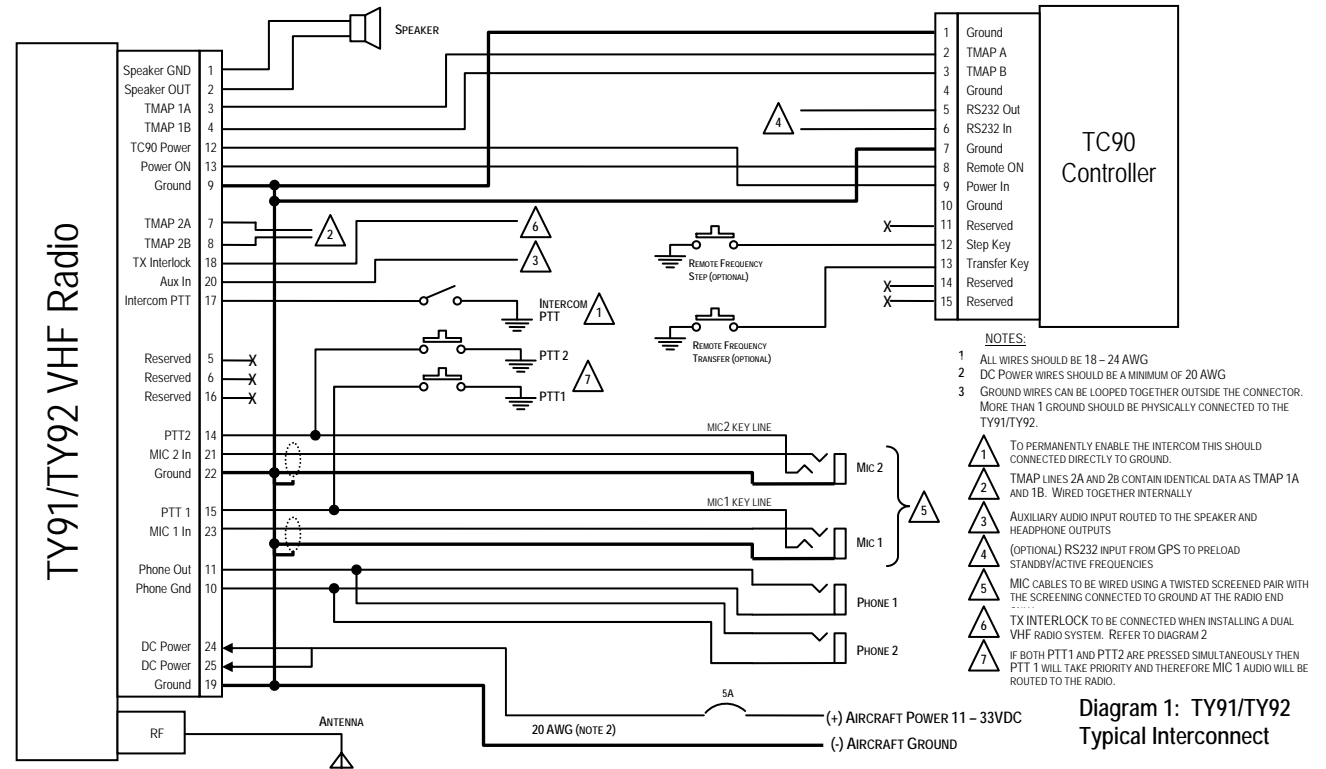 TY91/TY92 VHF Radio
Speaker GND 1
Speaker OUT 2
TMAP 1A 3
TMAP 1B 4
TC90 Power 12
Power ON 13
Ground 9
TMAP 2A 7
TMAP 2B 8
TX Interlock 18
Aux In 20
Intercom PTT 17
Reserved 5 X
Reserved 6 X
Reserved 16 X
PTT2 14
MIC 2 In 21
Ground 22
PTT 1 15
MIC 1 In 23
Phone Out 11
Phone Gnd 10
DC Power 24
DC Power 25
Ground 19
RF
ANTENNA
SPEAKER
2
6
3
INTERCOM
PTT
1
PTT 2
PTT1
7
MIC2 KEY LINE
MIC 2
MIC1 KEY LINE
MIC 1
5
PHONE 1
PHONE 2
5A
20 AWG (NOTE 2)
(+) AIRCRAFT POWER 11 – 33VDC
(-) AIRCRAFT GROUND
4
REMOTE FREQUENCY
STEP (OPTIONAL)
REMOTE FREQUENCY
TRANSFER (OPTIONAL)
1 Ground
2 TMAP A
3 TMAP B
4 Ground
5 RS232 Out
6 RS232 In
7 Ground
8 Remote ON
9 Power In
10 Ground
X 11 Reserved
12 Step Key
13 Transfer Key
X 14 Reserved
X 15 Reserved
TC90
Controller
NOTES:
1 ALL WIRES SHOULD BE 18 – 24 AWG
2 DC POWER WIRES SHOULD BE A MINIMUM OF 20 AWG
3 GROUND WIRES CAN BE LOOPED TOGETHER OUTSIDE THE CONNECTOR.
MORE THAN 1 GROUND SHOULD BE PHYSICALLY CONNECTED TO THE
TY91/TY92.
1 TO PERMANENTLY ENABLE THE INTERCOM THIS SHOULD
CONNECTED DIRECTLY TO GROUND.
2 TMAP LINES 2A AND 2B CONTAIN IDENTICAL DATA AS TMAP 1A
AND 1B. WIRED TOGETHER INTERNALLY
3 AUXILIARY AUDIO INPUT ROUTED TO THE SPEAKER AND
HEADPHONE OUTPUTS
4 (OPTIONAL) RS232 INPUT FROM GPS TO PRELOAD
STANDBY/ACTIVE FREQUENCIES
5 MIC CABLES TO BE WIRED USING A TWISTED SCREENED PAIR WITH
THE SCREENING CONNECTED TO GROUND AT THE RADIO END
6 TX INTERLOCK TO BE CONNECTED WHEN INSTALLING A DUAL
VHF RADIO SYSTEM. REFER TO DIAGRAM 2
7 IF BOTH PTT1 AND PTT2 ARE PRESSED SIMULTANEOUSLY THEN
PTT 1 WILL TAKE PRIORITY AND THEREFORE MIC 1 AUDIO WILL BE
ROUTED TO THE RADIO.
Diagram 1: TY91/TY92
Typical Interconnect